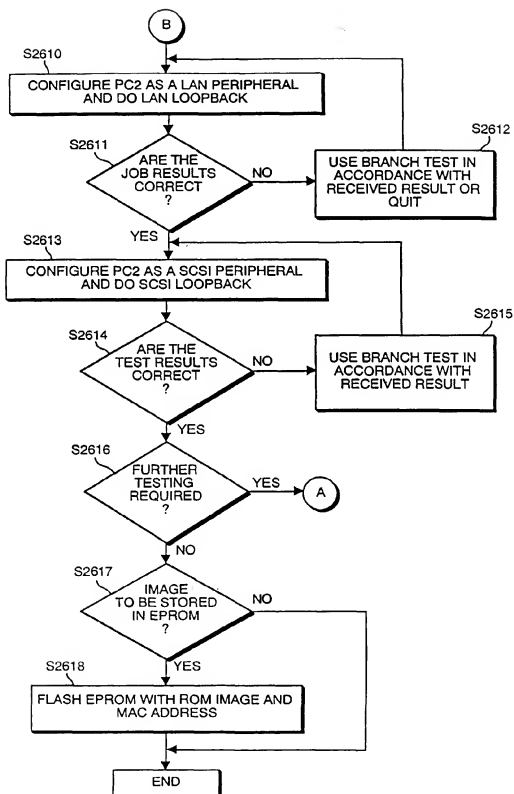 B
S2610
CONFIGURE PC2 AS A LAN PERIPHERAL
AND DO LAN LOOPBACK
S2611
ARE THE
JOB RESULTS
CORRECT
?
NO
YES
S2612
USE BRANCH TEST IN
ACCORDANCE WITH
RECEIVED RESULT OR
QUIT
S2613
CONFIGURE PC2 AS A SCSI PERIPHERAL
AND DO SCSI LOOPBACK
S2614
ARE THE
TEST RESULTS
CORRECT
?
NO
YES
S2615
USE BRANCH TEST IN
ACCORDANCE WITH
RECEIVED RESULT
S2616
FURTHER
TESTING
REQUIRED
?
YES
A
NO
S2617
IMAGE
TO BE STORED
IN EPROM
?
NO
YES
S2618
FLASH EPROM WITH ROM IMAGE AND
MAC ADDRESS
END